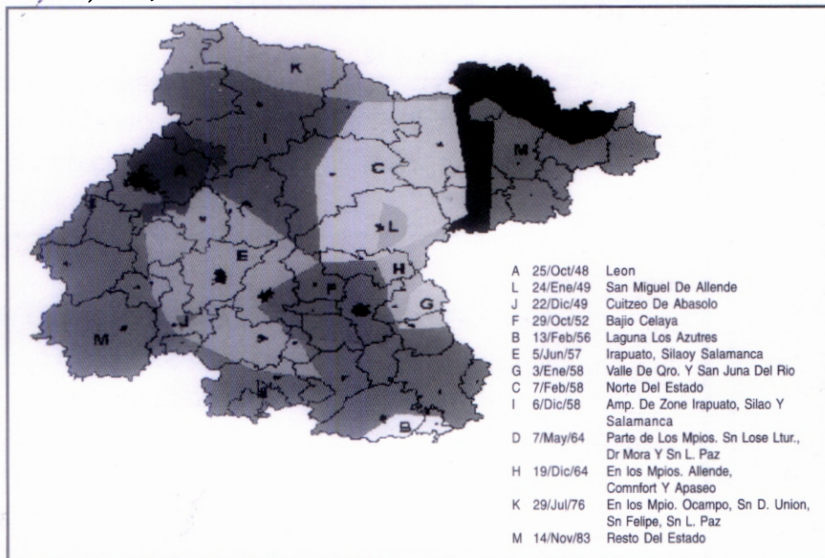 K
I
M
A
C
L
E
H
F
G
J
M
B
A 25/Oct/48 Leon
L 24/Ene/49 San Miguel De Allende
J 22/Dic/49 Cuitzeo De Abasolo
F 29/Oct/52 Bajio Celaya
B 13/Feb/56 Laguna Los Azutres
E 5/Jun/57 Irapuato, Silaoy Salamanca
G 3/Ene/58 Valle De Qro. Y San Juna Del Rio
C 7/Feb/58 Norte Del Estado
I 6/Dic/58 Amp. De Zone Irapuato, Silao Y
Salamanca
D 7/May/64 Parte de Los Mpios. Sn Lose Ltur.,
Dr Mora Y Sn L. Paz
H 19/Dic/64 En los Mpios. Allende,
Comnfort Y Apaseo
K 29/Jul/76 En los Mpio. Ocampo, Sn D. Union,
Sn Felipe, Sn L. Paz
M 14/Nov/83 Resto Del Estado